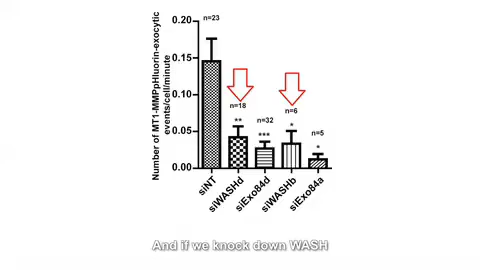 Number of MT1-MMPpHluorin-exocytic
events/cell/minute
0.20
0.15
0.10
0.05
0.00
n=23
n=18
n=32
n=6
n=5
**
***
*
*
siNT
siWASHd
siExo84d
siWASHb
siExo84a
And if we knock down WASH